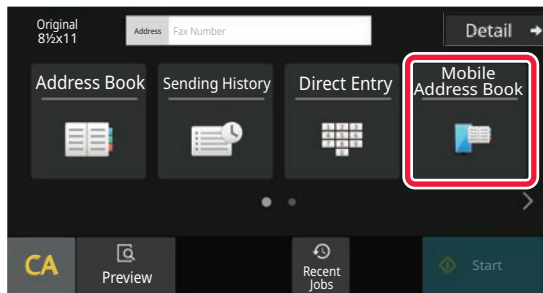 Original
8½x11
Address Fax Number
Detail
Address Book
Sending History
Direct Entry
Mobile
Address Book
CA
Preview
Recent
Jobs
Start